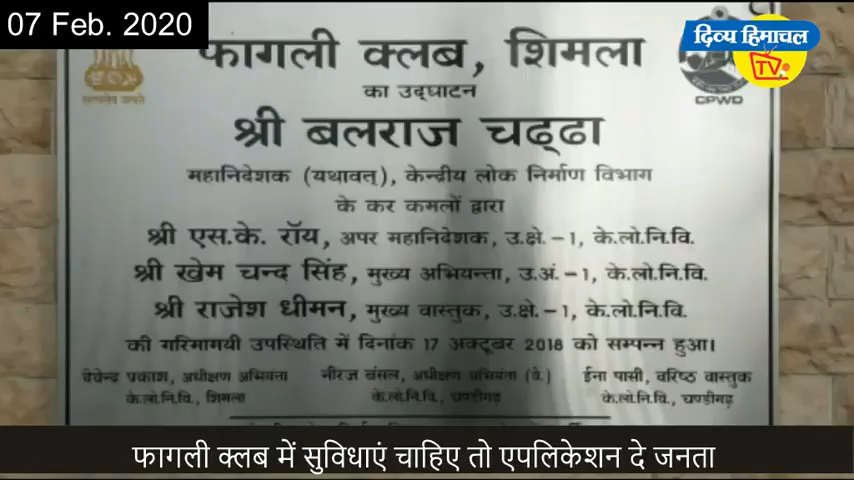 07 Feb. 2020
दिव्य हिमाचल
TV
फागली क्लब, शिमला
CPWD
का उद्घाटन
श्री बलराज चढ्ढा
महानिदेशक (यथावत्), केन्द्रीय लोक निर्माण विभाग
के कर कमलों द्वारा
श्री एस.के. रॉय, अपर महानिदेशक, उ.क्षे.-1, के.लो.नि.वि.
श्री खेम चन्द सिंह, मुख्य अभियन्ता, उ.अं.-1, के.लो.नि.वि.
श्री राजेश धीमन, मुख्य वास्तुक, उ.क्षे.-1, के.लो.नि.वि.
की गरिमामयी उपस्थिति में दिनांक 17 अक्टूबर 2018 को सम्पन्न हुआ।
देवेन्द्र प्रकाश, अधीक्षण अभियंता नीरज बंसल, अधीक्षण अभियंता (वै.) ईना पासी, वरिष्ठ वास्तुक
के.लो.नि.वि., शिमला के.लो.नि.वि., चण्डीगढ़ के.लो.नि.वि., चण्डीगढ़
फागली क्लब में सुविधाएं चाहिए तो एपलिकेशन दे जनता